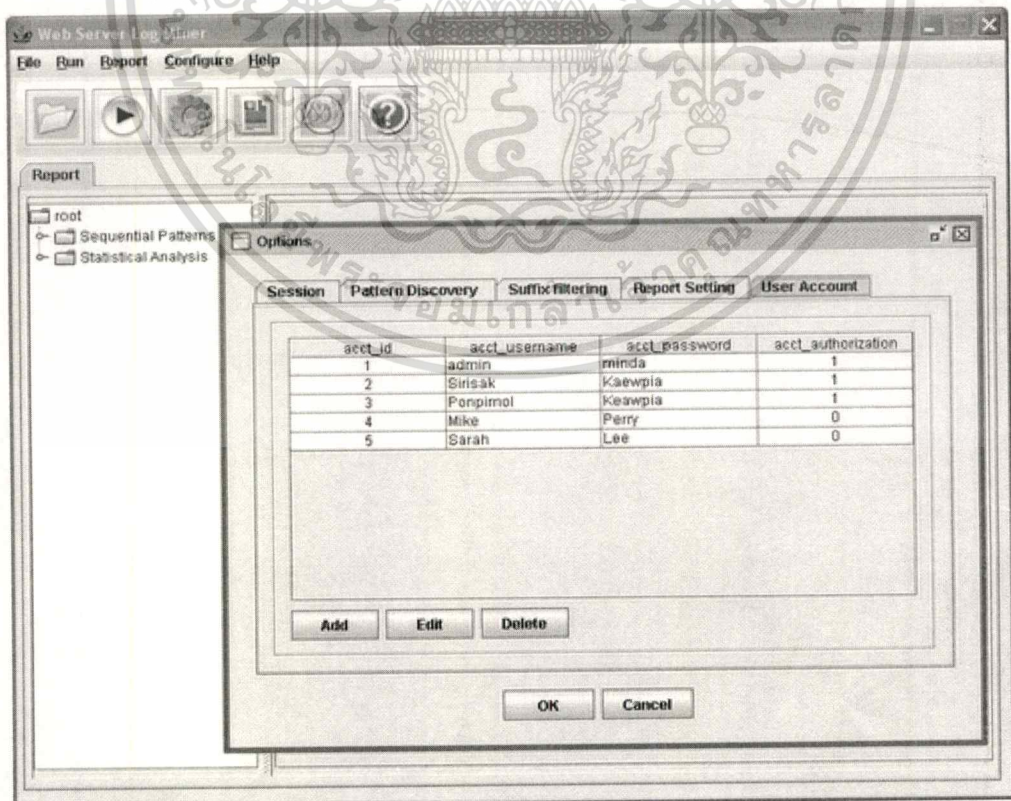 Web Server Log Miner
File Run Report Configure Help
Report
root
Sequential Patterns
Statistical Analysis
Options
Session Pattern Discovery Suffix filtering Report Setting User Account
acct_id acct_username acct_password acct_authorization
1 admin minda 1
2 Sirisak Kaewpia 1
3 Ponpimol Keawpia 1
4 Mike Perry 0
5 Sarah Lee 0
Add Edit Delete
OK Cancel